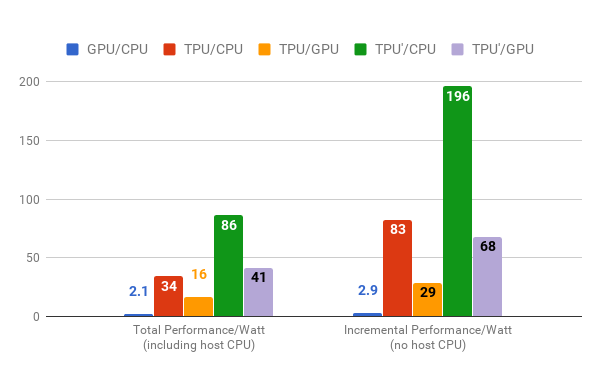 GPU/CPU TPU/CPU TPU/GPU TPU'/CPU TPU'/GPU
200
150
100
50
0
2.1 34 16 86 41
2.9 83 29 196 68
Total Performance/Watt
(including host CPU)
Incremental Performance/Watt
(no host CPU)